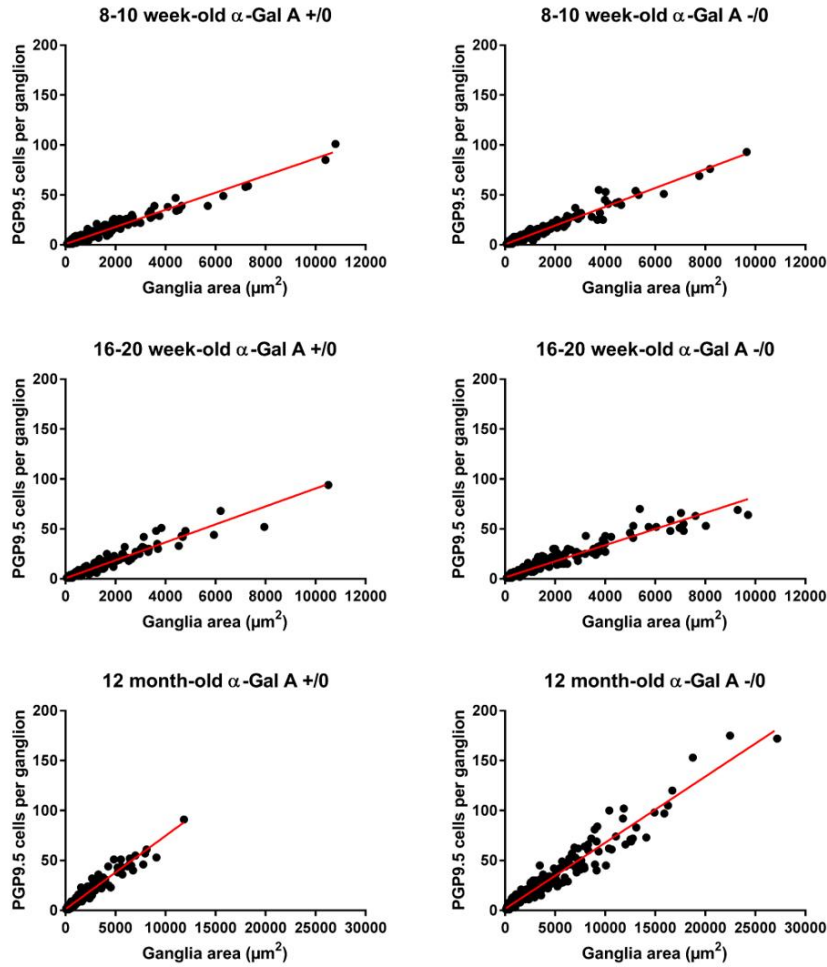 8-10 week-old α-Gal A +/0
PGP9.5 cells per ganglion
200
150
100
50
0
0 2000 4000 6000 8000 10000 12000
Ganglia area (µm²)
8-10 week-old α-Gal A -/0
PGP9.5 cells per ganglion
200
150
100
50
0
0 2000 4000 6000 8000 10000 12000
Ganglia area (µm²)
16-20 week-old α-Gal A +/0
PGP9.5 cells per ganglion
200
150
100
50
0
0 2000 4000 6000 8000 10000 12000
Ganglia area (µm²)
16-20 week-old α-Gal A -/0
PGP9.5 cells per ganglion
200
150
100
50
0
0 2000 4000 6000 8000 10000 12000
Ganglia area (µm²)
12 month-old α-Gal A +/0
PGP9.5 cells per ganglion
200
150
100
50
0
0 5000 10000 15000 20000 25000 30000
Ganglia area (µm²)
12 month-old α-Gal A -/0
PGP9.5 cells per ganglion
200
150
100
50
0
0 5000 10000 15000 20000 25000 30000
Ganglia area (µm²)